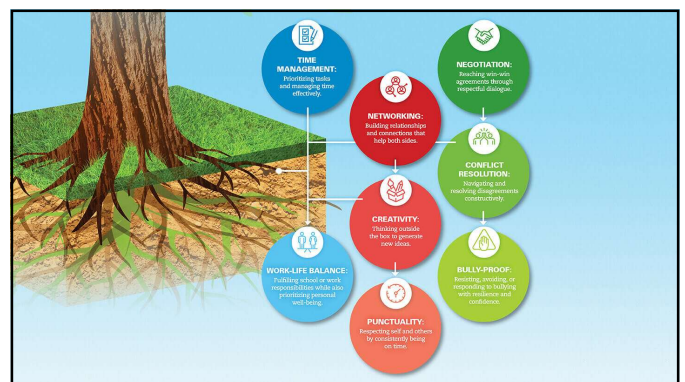 TIME
MANAGEMENT:
Prioritizing tasks
and managing time
effectively.
WORK-LIFE BALANCE:
Fulfilling school or work
responsibilities while also
prioritizing personal
well-being.
NETWORKING:
Building relationships
and connections that
help both sides.
CREATIVITY:
Thinking outside
the box to generate
new ideas.
PUNCTUALITY:
Respecting self and others
by consistently being
on time.
NEGOTIATION:
Reaching win-win
agreements through
respectful dialogue.
CONFLICT
RESOLUTION:
Navigating and
resolving disagreements
constructively.
BULLY-PROOF:
Resisting, avoiding, or
responding to bullying
with resilience and
confidence.